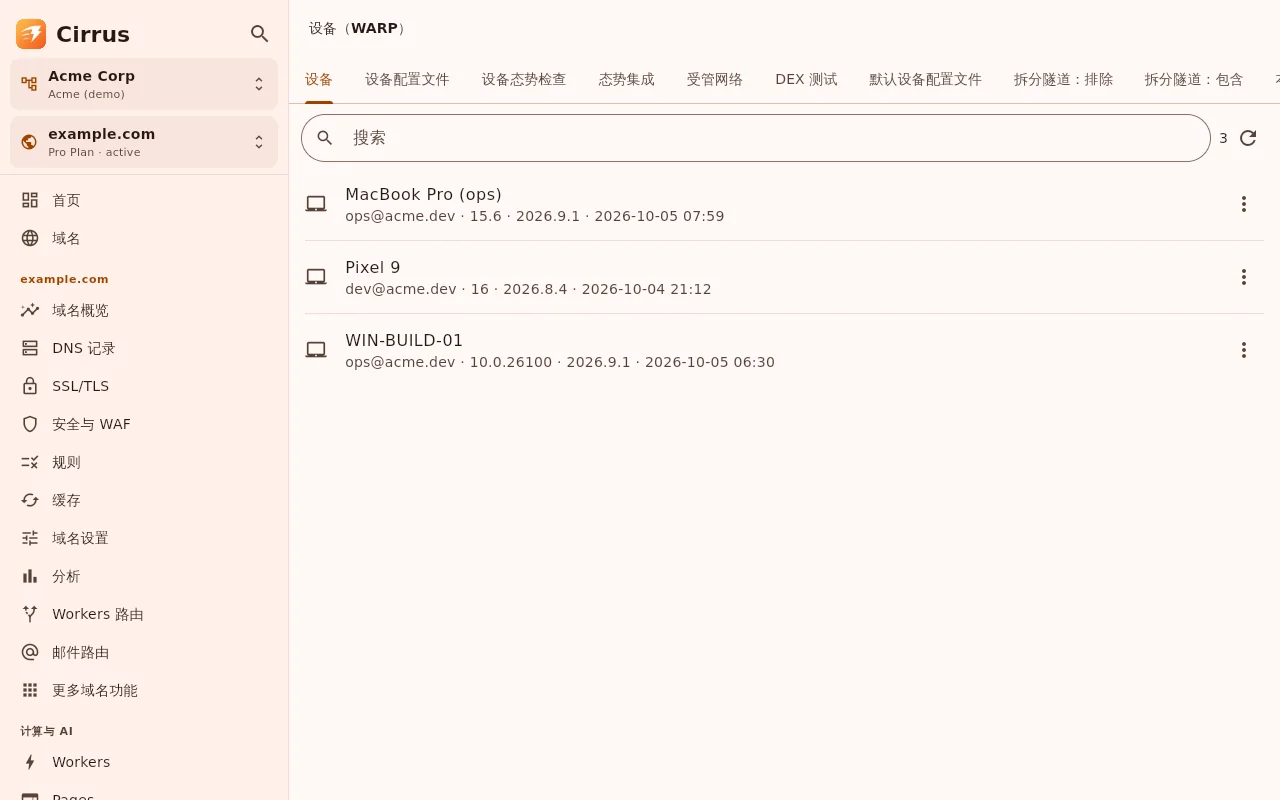 Cirrus
Acme Corp
Acme (demo)
example.com
Pro Plan · active
首页
域名
example.com
域名概览
DNS 记录
SSL/TLS
安全与 WAF
规则
缓存
域名设置
分析
Workers 路由
邮件路由
更多域名功能
计算与 AI
Workers
Pages
设备（WARP）
设备 设备配置文件 设备态势检查 态势集成 受管网络 DEX 测试 默认设备配置文件 拆分隧道：排除 拆分隧道：包含
搜索
3
MacBook Pro (ops)
ops@acme.dev · 15.6 · 2026.9.1 · 2026-10-05 07:59
Pixel 9
dev@acme.dev · 16 · 2026.8.4 · 2026-10-04 21:12
WIN-BUILD-01
ops@acme.dev · 10.0.26100 · 2026.9.1 · 2026-10-05 06:30